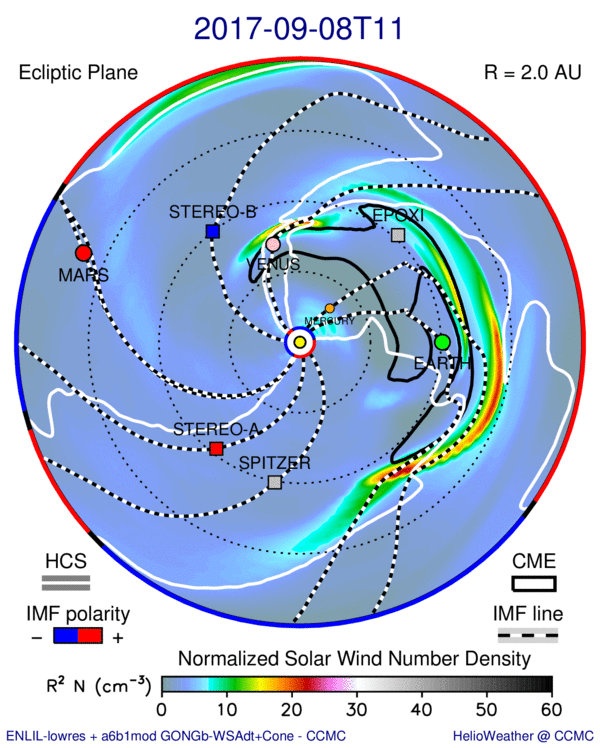 2017-09-08T11
Ecliptic Plane
R = 2.0 AU
STEREO-B
EPOXI
VENUS
MARS
MERCURY
EARTH
STEREO-A
SPITZER
HCS
CME
IMF polarity
IMF line
− +
Normalized Solar Wind Number Density
R² N (cm⁻³)
0 10 20 30 40 50 60
ENLIL-lowres + a6b1mod GONGb-WSAdt+Cone - CCMC
HelioWeather @ CCMC